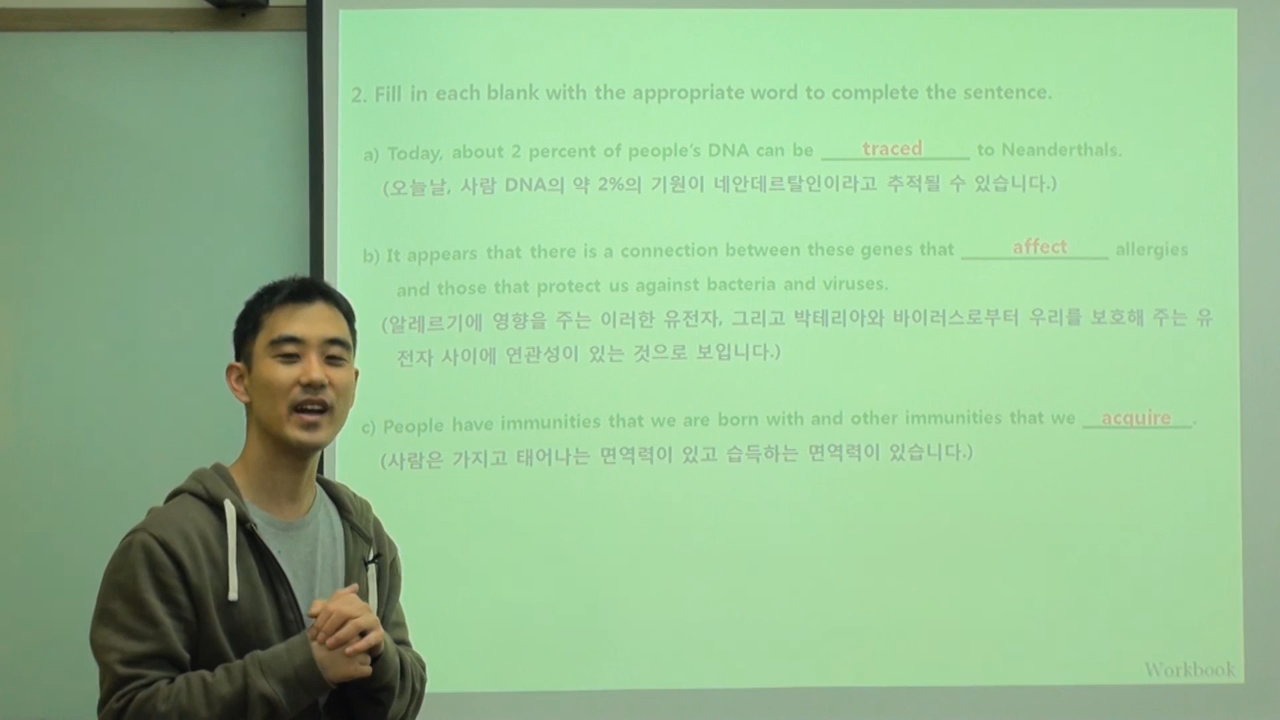 2. Fill in each blank with the appropriate word to complete the sentence.
a) Today, about 2 percent of people's DNA can be traced to Neanderthals.
(오늘날, 사람 DNA의 약 2%의 기원이 네안데르탈인이라고 추적될 수 있습니다.)
b) It appears that there is a connection between these genes that affect allergies
and those that protect us against bacteria and viruses.
(알레르기에 영향을 주는 이러한 유전자, 그리고 박테리아와 바이러스로부터 우리를 보호해 주는 유
전자 사이에 연관성이 있는 것으로 보입니다.)
c) People have immunities that we are born with and other immunities that we acquire.
(사람은 가지고 태어나는 면역력이 있고 습득하는 면역력이 있습니다.)
Workbook